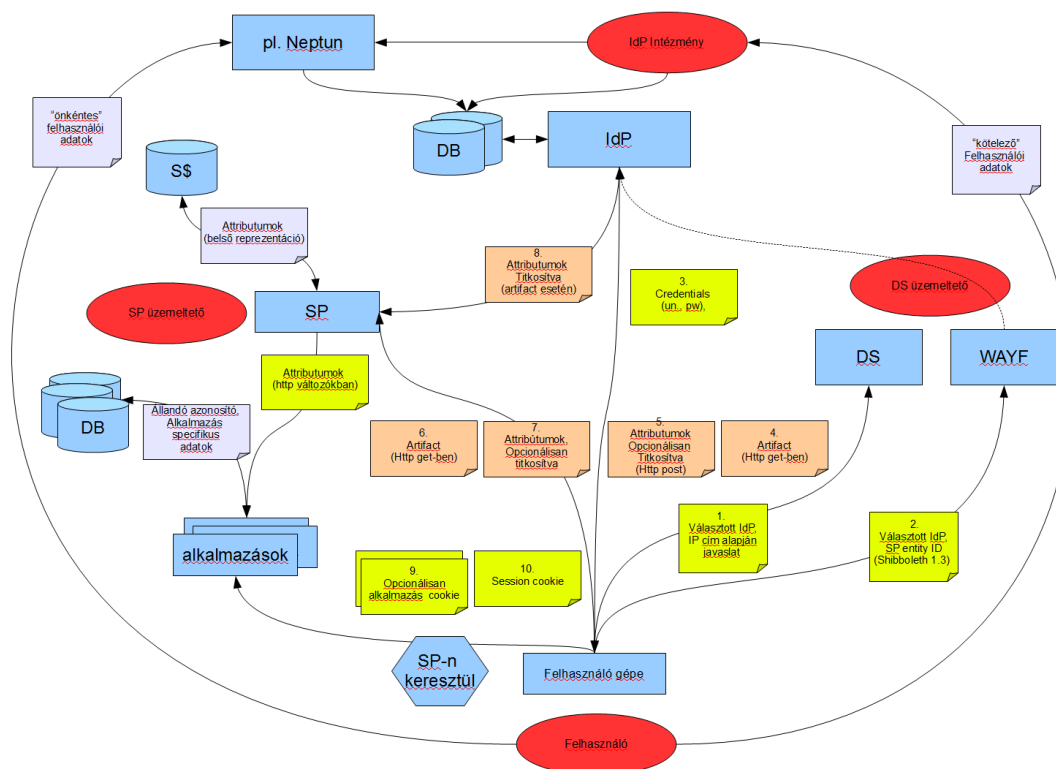 pl. Neptun
IdP Intézmény
"önkéntes"
felhasználói
adatok
DB
IdP
"kötelező"
Felhasználói
adatok
S$
Attributumok
(belső reprezentáció)
8.
Attributumok
Titkosítva
(artifact esetén)
3.
Credentials
(un., pw),
SP üzemeltető
SP
DS üzemeltető
DS
WAYF
Attributumok
(http változókban)
DB
Állandó azonosító,
Alkalmazás
specifikus
adatok
6.
Artifact
(Http get-ben)
7.
Attribútumok,
Opcionálisan
titkosítva
5.
Attributumok
Opcionálisan
Titkosítva
(Http post)
4.
Artifact
(Http get-ben)
1.
Választott IdP,
IP cím alapján
javaslat
2.
Választott IdP,
SP entity ID
(Shibboleth 1.3)
alkalmazások
9.
Opcionálisan
alkalmazás cookie
10.
Session cookie
SP-n
keresztül
Felhasználó gépe
Felhasználó